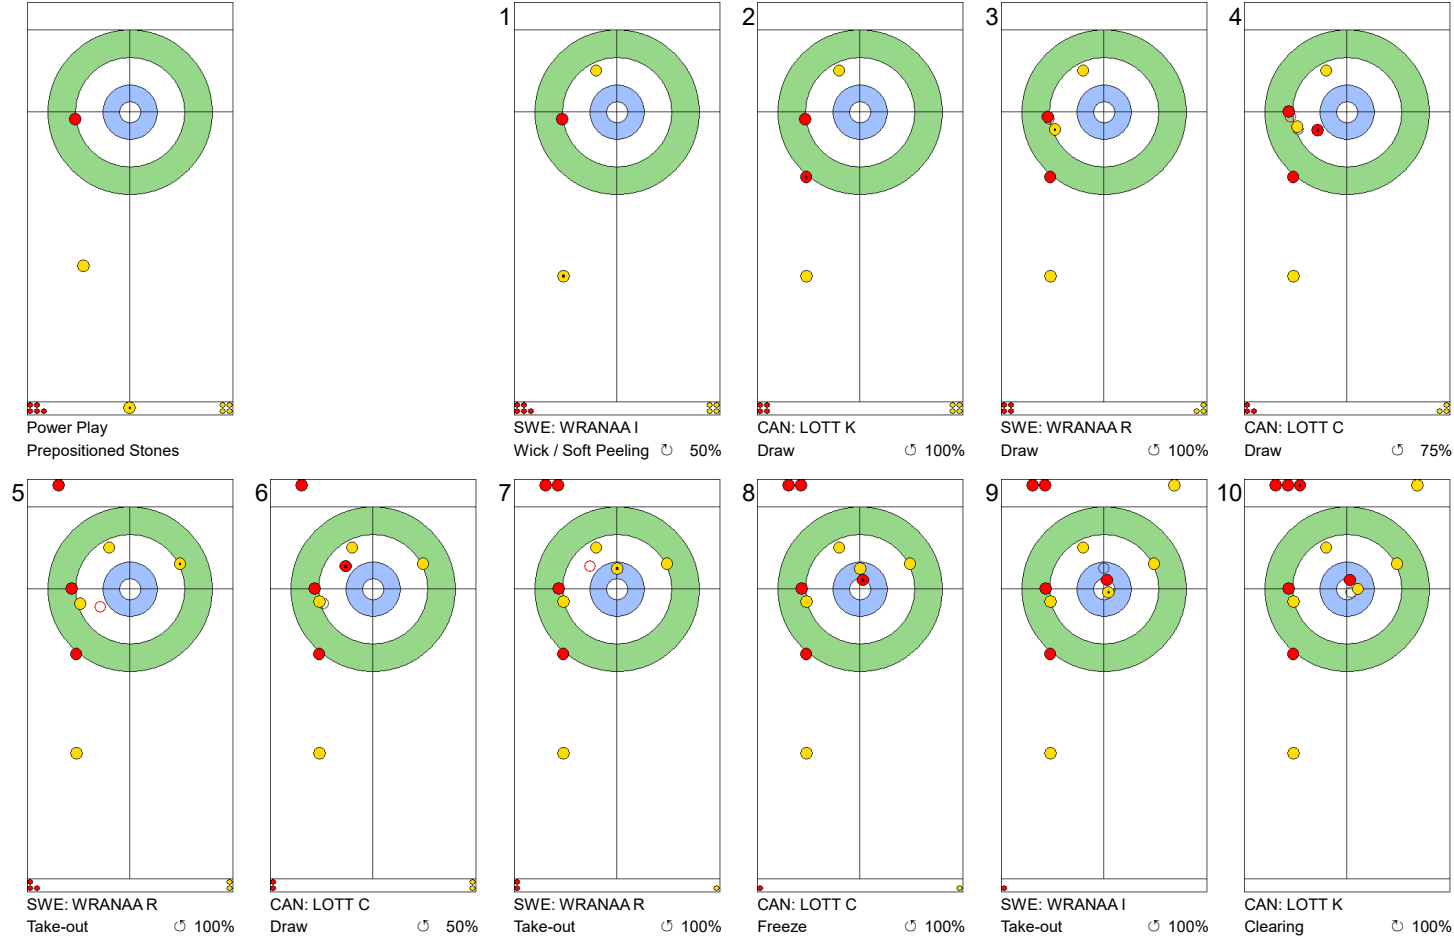 Power Play
Prepositioned Stones
1
SWE: WRANAA I
Wick / Soft Peeling 50%
2
CAN: LOTT K
Draw 100%
3
SWE: WRANAA R
Draw 100%
4
CAN: LOTT C
Draw 75%
5
SWE: WRANAA R
Take-out 100%
6
CAN: LOTT C
Draw 50%
7
SWE: WRANAA R
Take-out 100%
8
CAN: LOTT C
Freeze 100%
9
SWE: WRANAA I
Take-out 100%
10
CAN: LOTT K
Clearing 100%